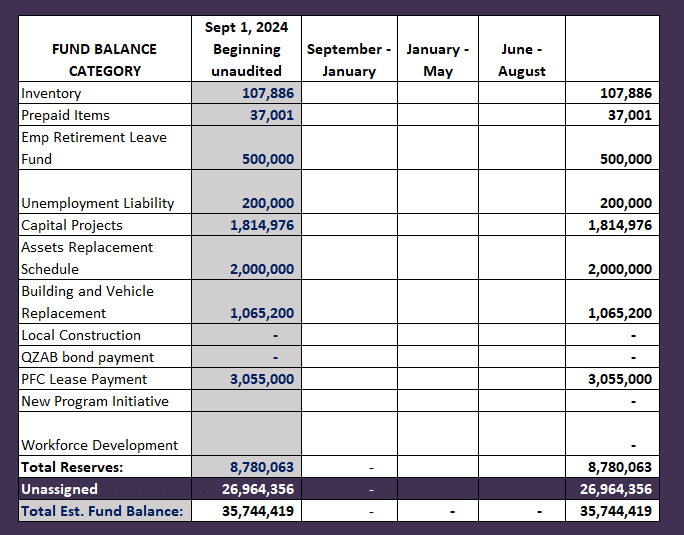 FUND BALANCE CATEGORY | Sept 1, 2024 Beginning unaudited | September - January | January - May | June - August
Inventory 107,886 107,886
Prepaid Items 37,001 37,001
Emp Retirement Leave
Fund 500,000 500,000
Unemployment Liability 200,000 200,000
Capital Projects 1,814,976 1,814,976
Assets Replacement
Schedule 2,000,000 2,000,000
Building and Vehicle
Replacement 1,065,200 1,065,200
Local Construction - -
QZAB bond payment - -
PFC Lease Payment 3,055,000 3,055,000
New Program Initiative -
Workforce Development -
Total Reserves: 8,780,063 - 8,780,063
Unassigned 26,964,356 - 26,964,356
Total Est. Fund Balance: 35,744,419 - - - 35,744,419